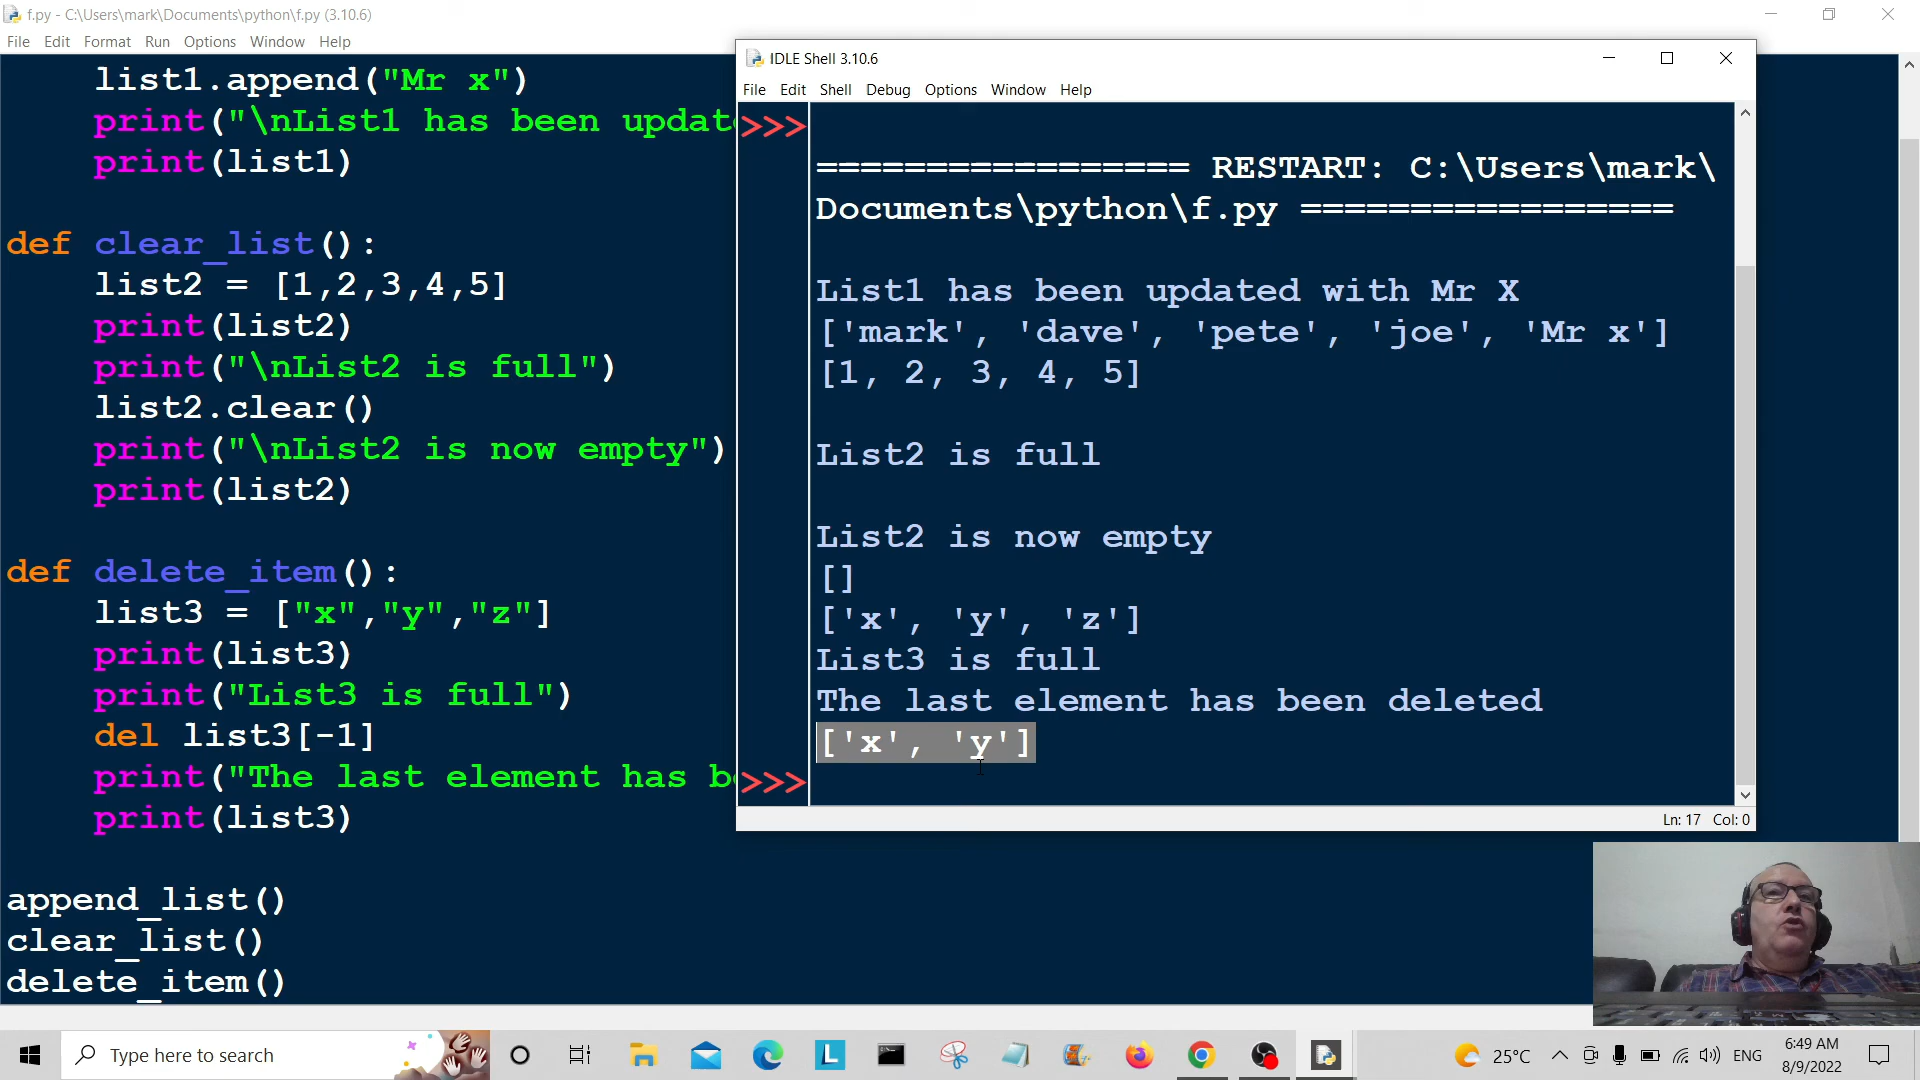 f.py - C:\Users\mark\Documents\python\f.py (3.10.6)
File Edit Format Run Options Window Help
list1.append("Mr x")
print("\nList1 has been updat
print(list1)
def clear_list():
list2 = [1,2,3,4,5]
print(list2)
print("\nList2 is full")
list2.clear()
print("\nList2 is now empty")
print(list2)
def delete_item():
list3 = ["x","y","z"]
print(list3)
print("List3 is full")
del list3[-1]
print("The last element has b
print(list3)
append_list()
clear_list()
delete_item()
IDLE Shell 3.10.6
File Edit Shell Debug Options Window Help
>>>
================= RESTART: C:\Users\mark\
Documents\python\f.py =================
List1 has been updated with Mr X
['mark', 'dave', 'pete', 'joe', 'Mr x']
[1, 2, 3, 4, 5]
List2 is full
List2 is now empty
[]
['x', 'y', 'z']
List3 is full
The last element has been deleted
['x', 'y']
>>>
Ln: 17 Col: 0
Type here to search
L
25°C
ENG
6:49 AM
8/9/2022